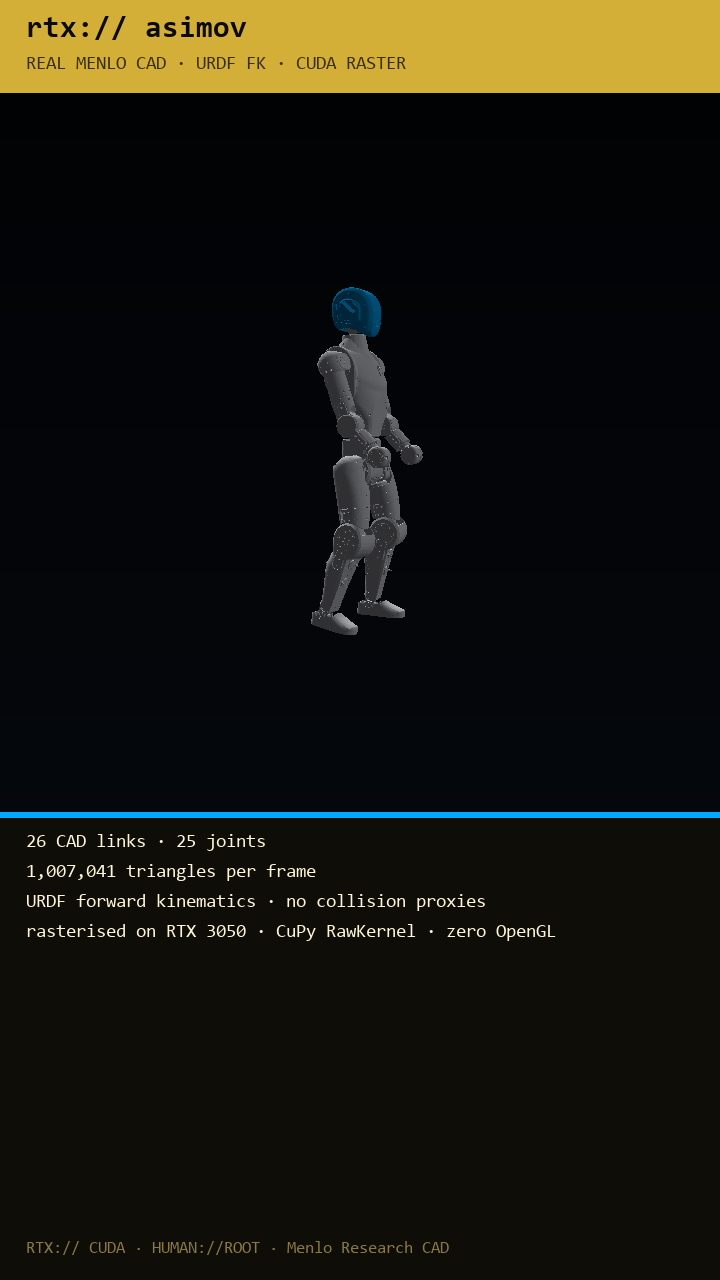 rtx:// asimov
REAL MENLO CAD · URDF FK · CUDA RASTER
26 CAD links · 25 joints
1,007,041 triangles per frame
URDF forward kinematics · no collision proxies
rasterised on RTX 3050 · CuPy RawKernel · zero OpenGL
RTX:// CUDA · HUMAN://ROOT · Menlo Research CAD